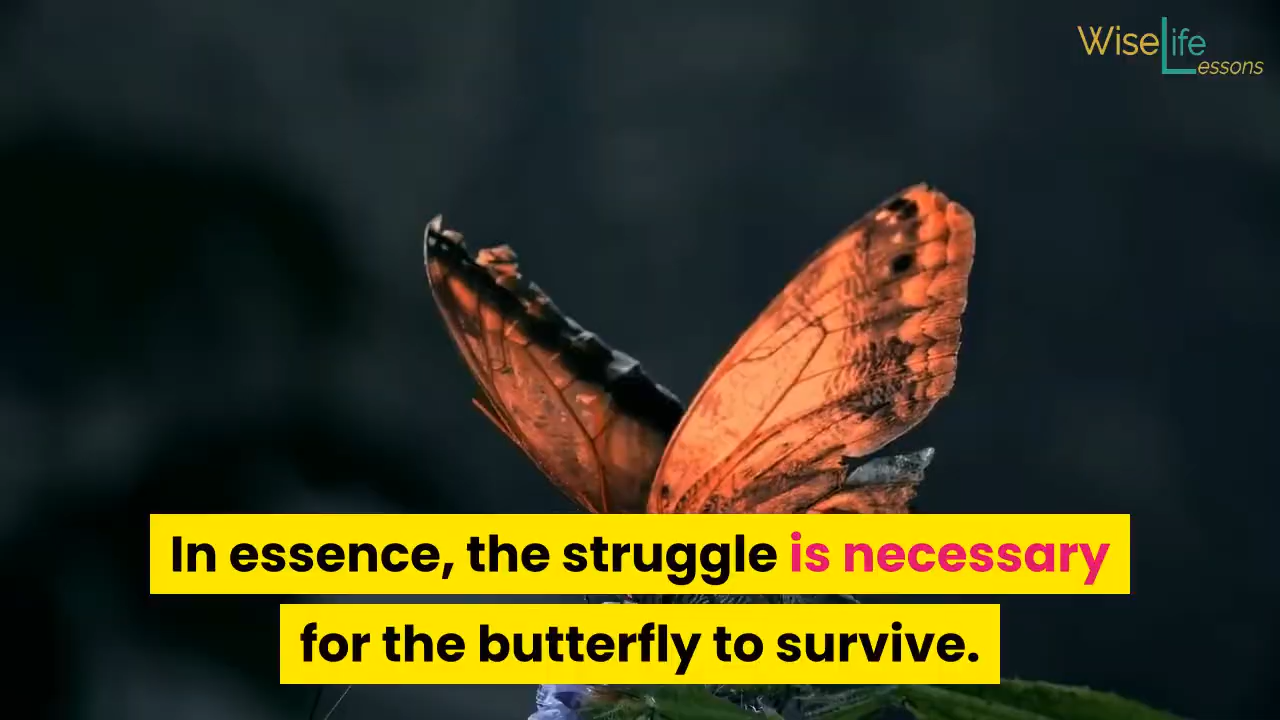 WiseLife
Lessons
In essence, the struggle is necessary
for the butterfly to survive.